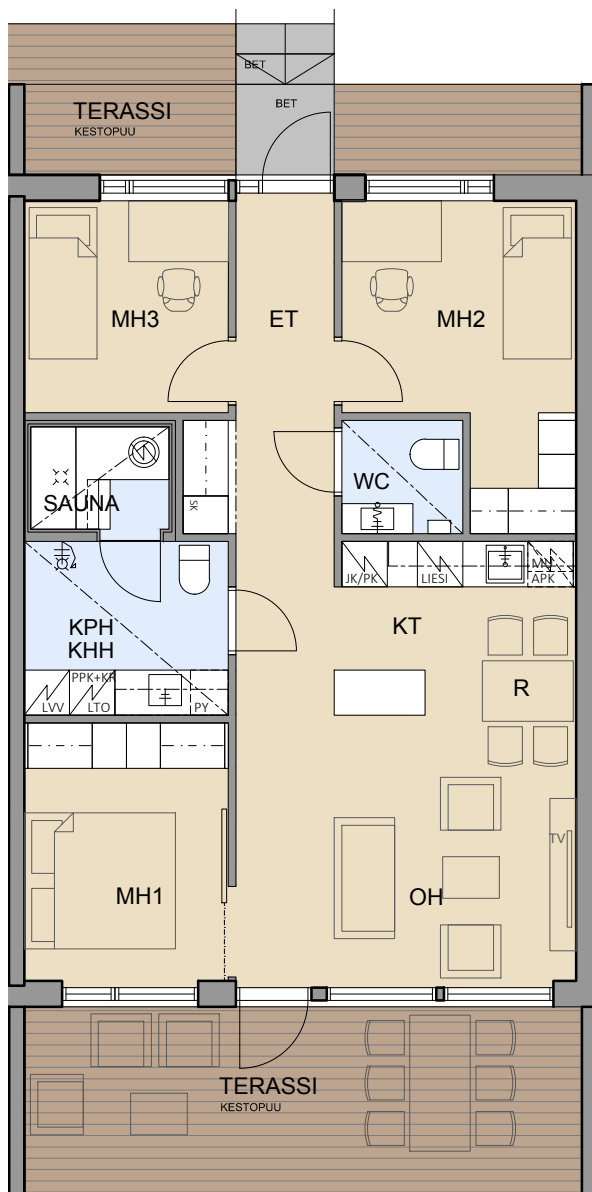 BET
TERASSI
KESTOPUU
BET
MH3
ET
MH2
SAUNA
SK
WC
JK/PK
LIESI
MN
APK
KPH
KHH
KT
R
PPK+KR
LVV
LTO
PY
TV
MH1
OH
TERASSI
KESTOPUU